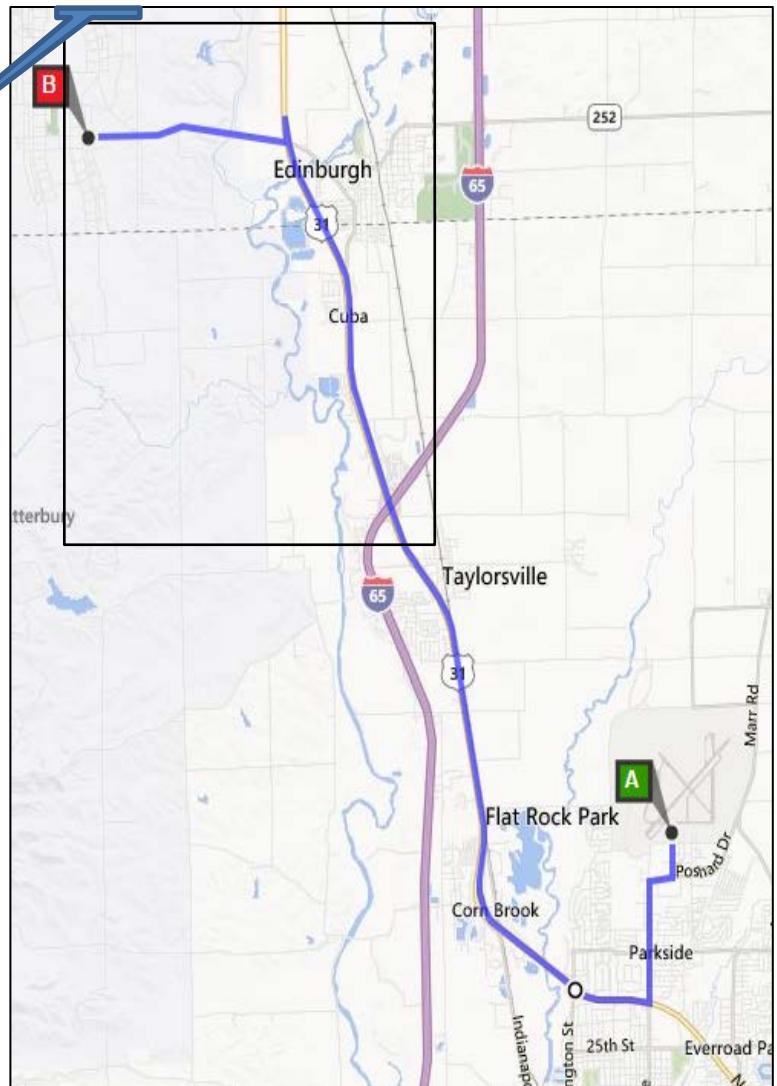 B
252
Edinburgh
65
31
Cuba
tterbury
Taylorsville
65
31
Marr Rd
A
Flat Rock Park
Poshard Dr
Corn Brook
Parkside
Indianap
ngton St
25th St
Everroad Pa
N